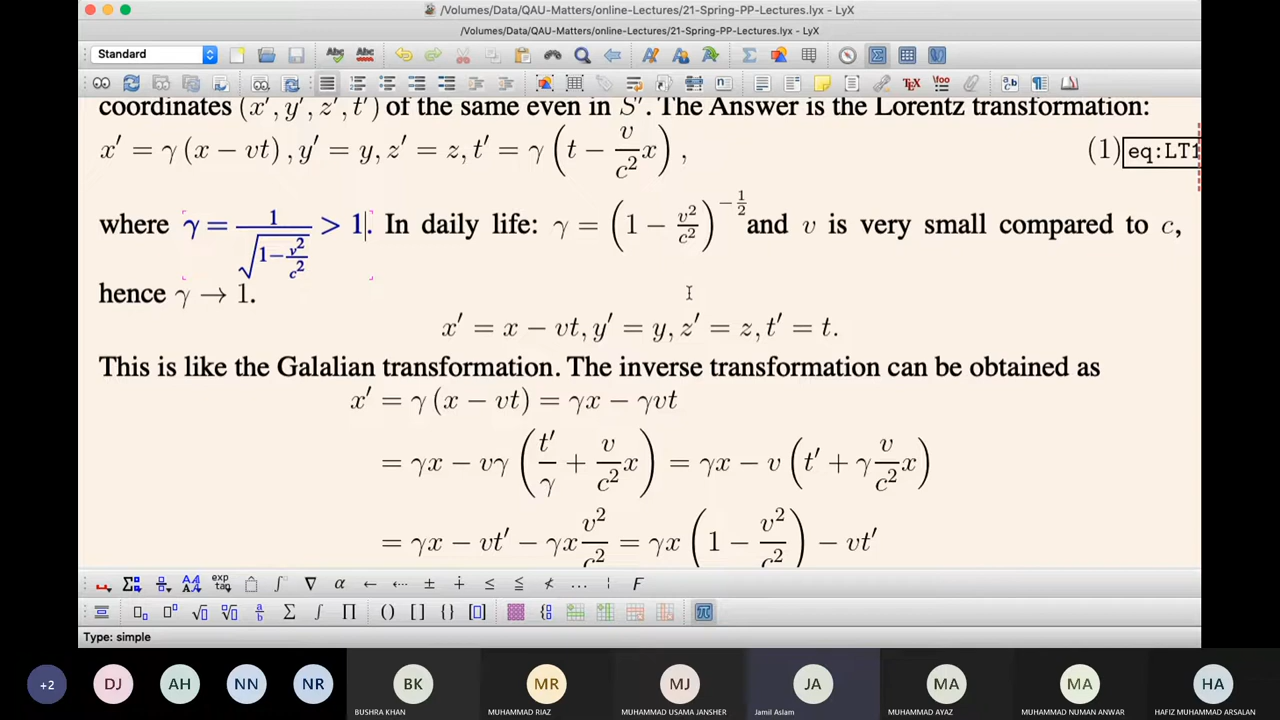 /Volumes/Data/QAU-Matters/online-Lectures/21-Spring-PP-Lectures.lyx - LyX
/Volumes/Data/QAU-Matters/online-Lectures/21-Spring-PP-Lectures.lyx - LyX
Standard
coordinates (x′, y′, z′, t′) of the same even in S′. The Answer is the Lorentz transformation:
x′ = γ (x − vt) , y′ = y, z′ = z, t′ = γ (t − v/c² x) , (1) eq:LT1
where γ = 1/√(1−v²/c²) > 1. In daily life: γ = (1 − v²/c²)^(−1/2) and v is very small compared to c,
hence γ → 1.
x′ = x − vt, y′ = y, z′ = z, t′ = t.
This is like the Galalian transformation. The inverse transformation can be obtained as
x′ = γ (x − vt) = γx − γvt
= γx − vγ (t′/γ + v/c² x) = γx − v (t′ + γ v/c² x)
= γx − vt′ − γx v²/c² = γx (1 − v²/c²) − vt′
Type: simple
+2 DJ AH NN NR BK MR MJ JA MA MA HA
BUSHRA KHAN MUHAMMAD RIAZ MUHAMMAD USAMA JANSHER Jamil Aslam MUHAMMAD AYAZ MUHAMMAD NUMAN ANWAR HAFIZ MUHAMMAD ARSALAN